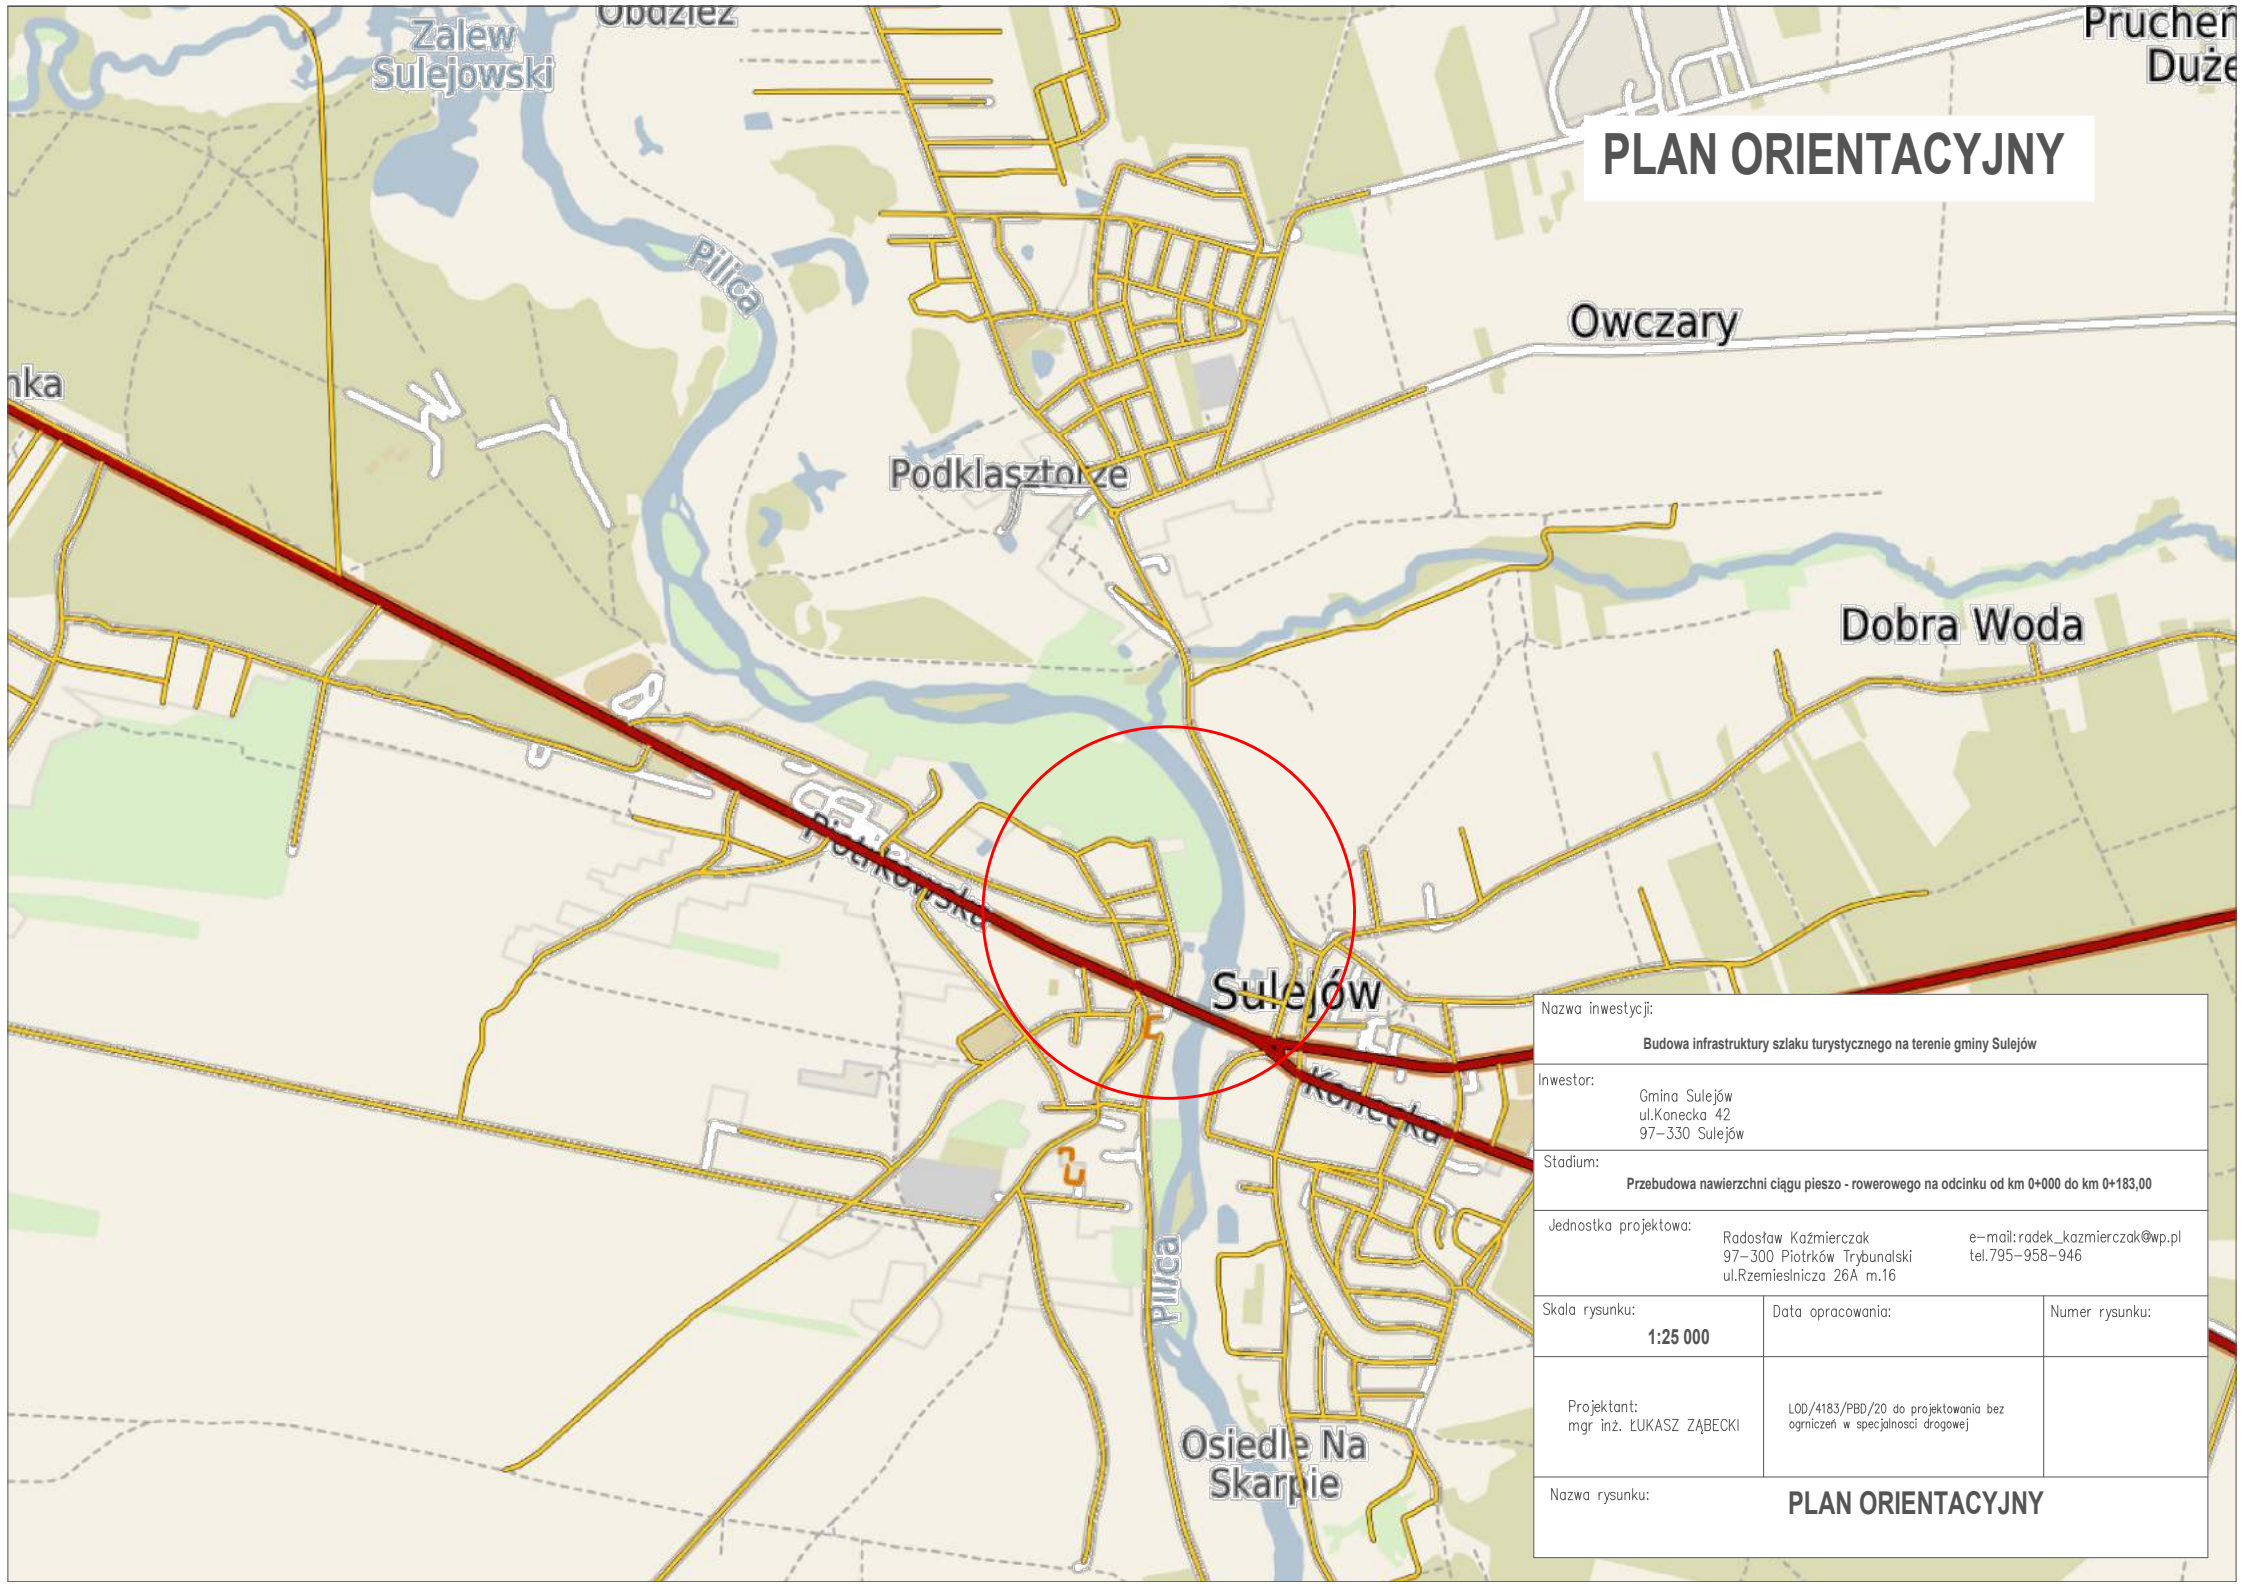 Obdzież
Zalew
Sulejowski
Duże
PLAN ORIENTACYJNY
Pilica
Owczary
Podklasztorze
Dobra Woda
Piotrkowska
Sulejów
Konecka
Pilica
Osiedle Na
Skarpie
Nazwa inwestycji:
Budowa infrastruktury szlaku turystycznego na terenie gminy Sulejów
Inwestor:
Gmina Sulejów
ul.Konecka 42
97-330 Sulejów
Stadium:
Przebudowa nawierzchni ciągu pieszo - rowerowego na odcinku od km 0+000 do km 0+183,00
Jednostka projektowa:
Radosław Kaźmierczak
97-300 Piotrków Trybunalski
ul.Rzemieslnicza 26A m.16
e-mail:radek_kazmierczak@wp.pl
tel.795-958-946
Skala rysunku:
1:25 000
Data opracowania:
Numer rysunku:
Projektant:
mgr inż. ŁUKASZ ZĄBECKI
LOD/4183/PBD/20 do projektowania bez
ogrniczeń w specjalnosci drogowej
Nazwa rysunku:
PLAN ORIENTACYJNY